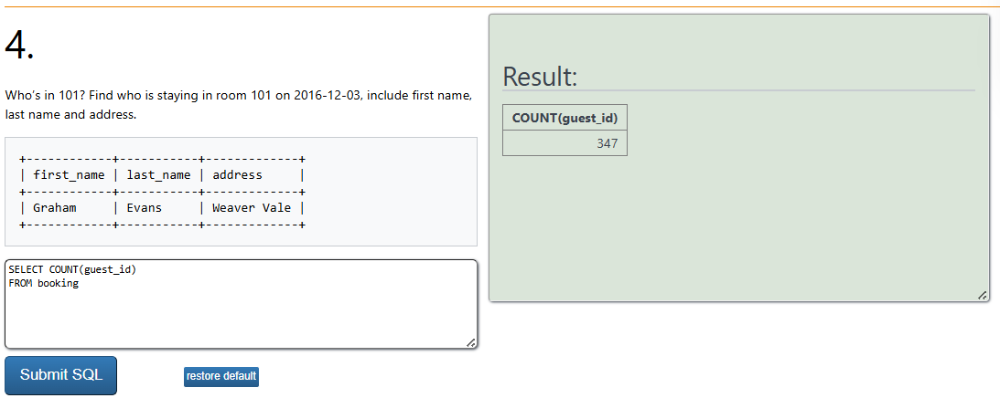 4.
Who's in 101? Find who is staying in room 101 on 2016-12-03, include first name,
last name and address.
+------------+-----------+-------------+
| first_name | last_name | address     |
+------------+-----------+-------------+
| Graham     | Evans     | Weaver Vale |
+------------+-----------+-------------+
SELECT COUNT(guest_id)
FROM booking
Submit SQL
restore default
Result:
COUNT(guest_id)
347